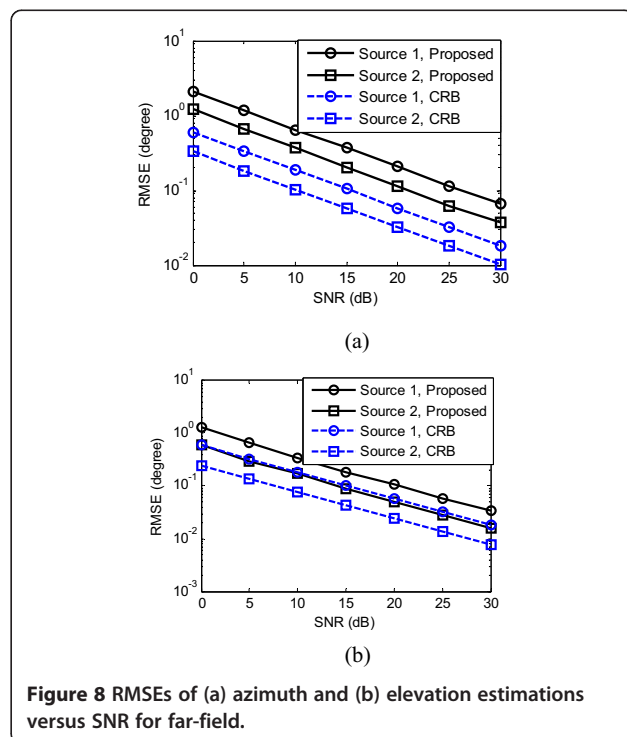 (a)
10^1
10^0
10^-1
10^-2
RMSE (degree)
Source 1, Proposed
Source 2, Proposed
Source 1, CRB
Source 2, CRB
0 5 10 15 20 25 30
SNR (dB)
(a)
10^1
10^0
10^-1
10^-2
10^-3
RMSE (degree)
Source 1, Proposed
Source 2, Proposed
Source 1, CRB
Source 2, CRB
0 5 10 15 20 25 30
SNR (dB)
(b)
Figure 8 RMSEs of (a) azimuth and (b) elevation estimations
versus SNR for far-field.